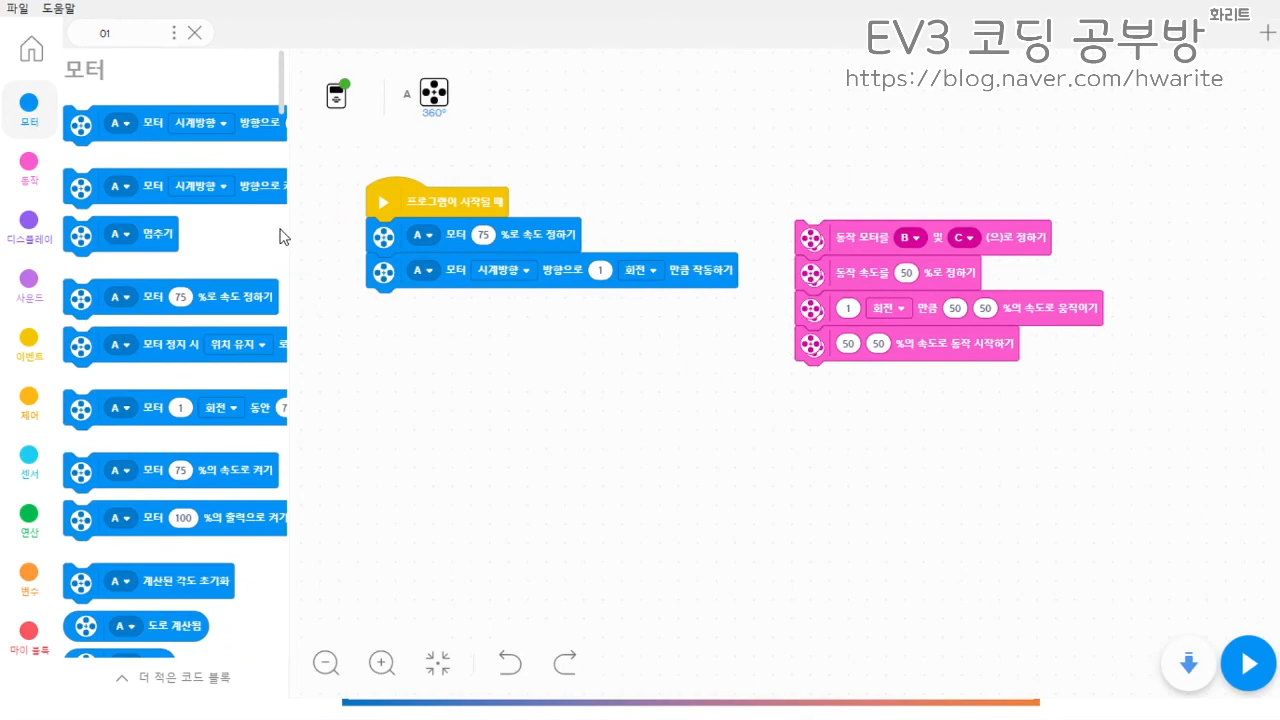 파일 도움말
화리트
EV3 코딩 공부방
https://blog.naver.com/hwarite
01
모터
모터
동작
디스플레이
사운드
이벤트
제어
센서
연산
변수
마이 블록
A 모터 시계방향 방향으로
A 모터 시계방향 방향으로
A 멈추기
A 모터 75 %로 속도 정하기
A 모터 정지 시 위치 유지 로
A 모터 1 회전 동안
A 모터 75 %의 속도로 켜기
A 모터 100 %의 출력으로 켜기
A 계산된 각도 초기화
A 도로 계산됨
더 적은 코드 블록
A
360°
프로그램이 시작될 때
A 모터 75 %로 속도 정하기
A 모터 시계방향 방향으로 1 회전 만큼 작동하기
동작 모터를 B 및 C (으)로 정하기
동작 속도를 50 %로 정하기
1 회전 만큼 50 50 %의 속도로 움직이기
50 50 %의 속도로 동작 시작하기